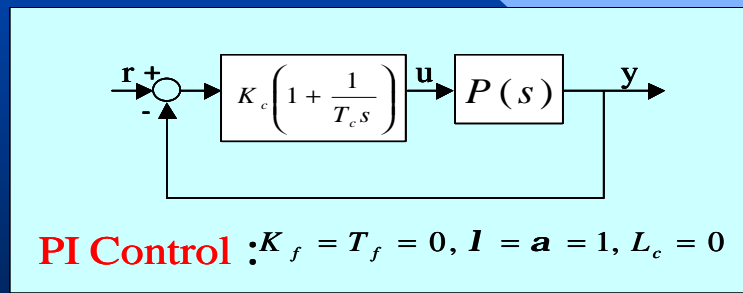 r + u y
K_c(1 + 1/(T_c s)) P(s)
-
PI Control : K_f = T_f = 0, l = a = 1, L_c = 0